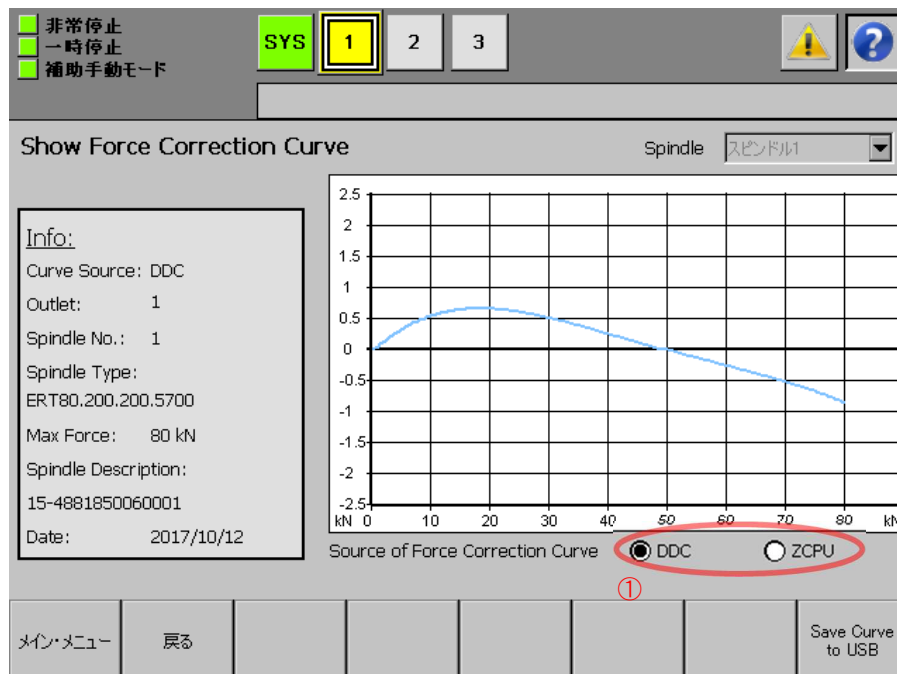 非常停止
一時停止
補助手動モード
SYS
1
2
3
Show Force Correction Curve
Spindle
スピンドル1
Info:
Curve Source: DDC
Outlet: 1
Spindle No.: 1
Spindle Type:
ERT80.200.200.5700
Max Force: 80 kN
Spindle Description:
15-4881850060001
Date: 2017/10/12
2.5
2
1.5
1
0.5
0
-0.5
-1
-1.5
-2
-2.5
kN 0 10 20 30 40 50 60 70 80 kN
Source of Force Correction Curve
DDC
ZCPU
①
メイン・メニュー
戻る
Save Curve
to USB